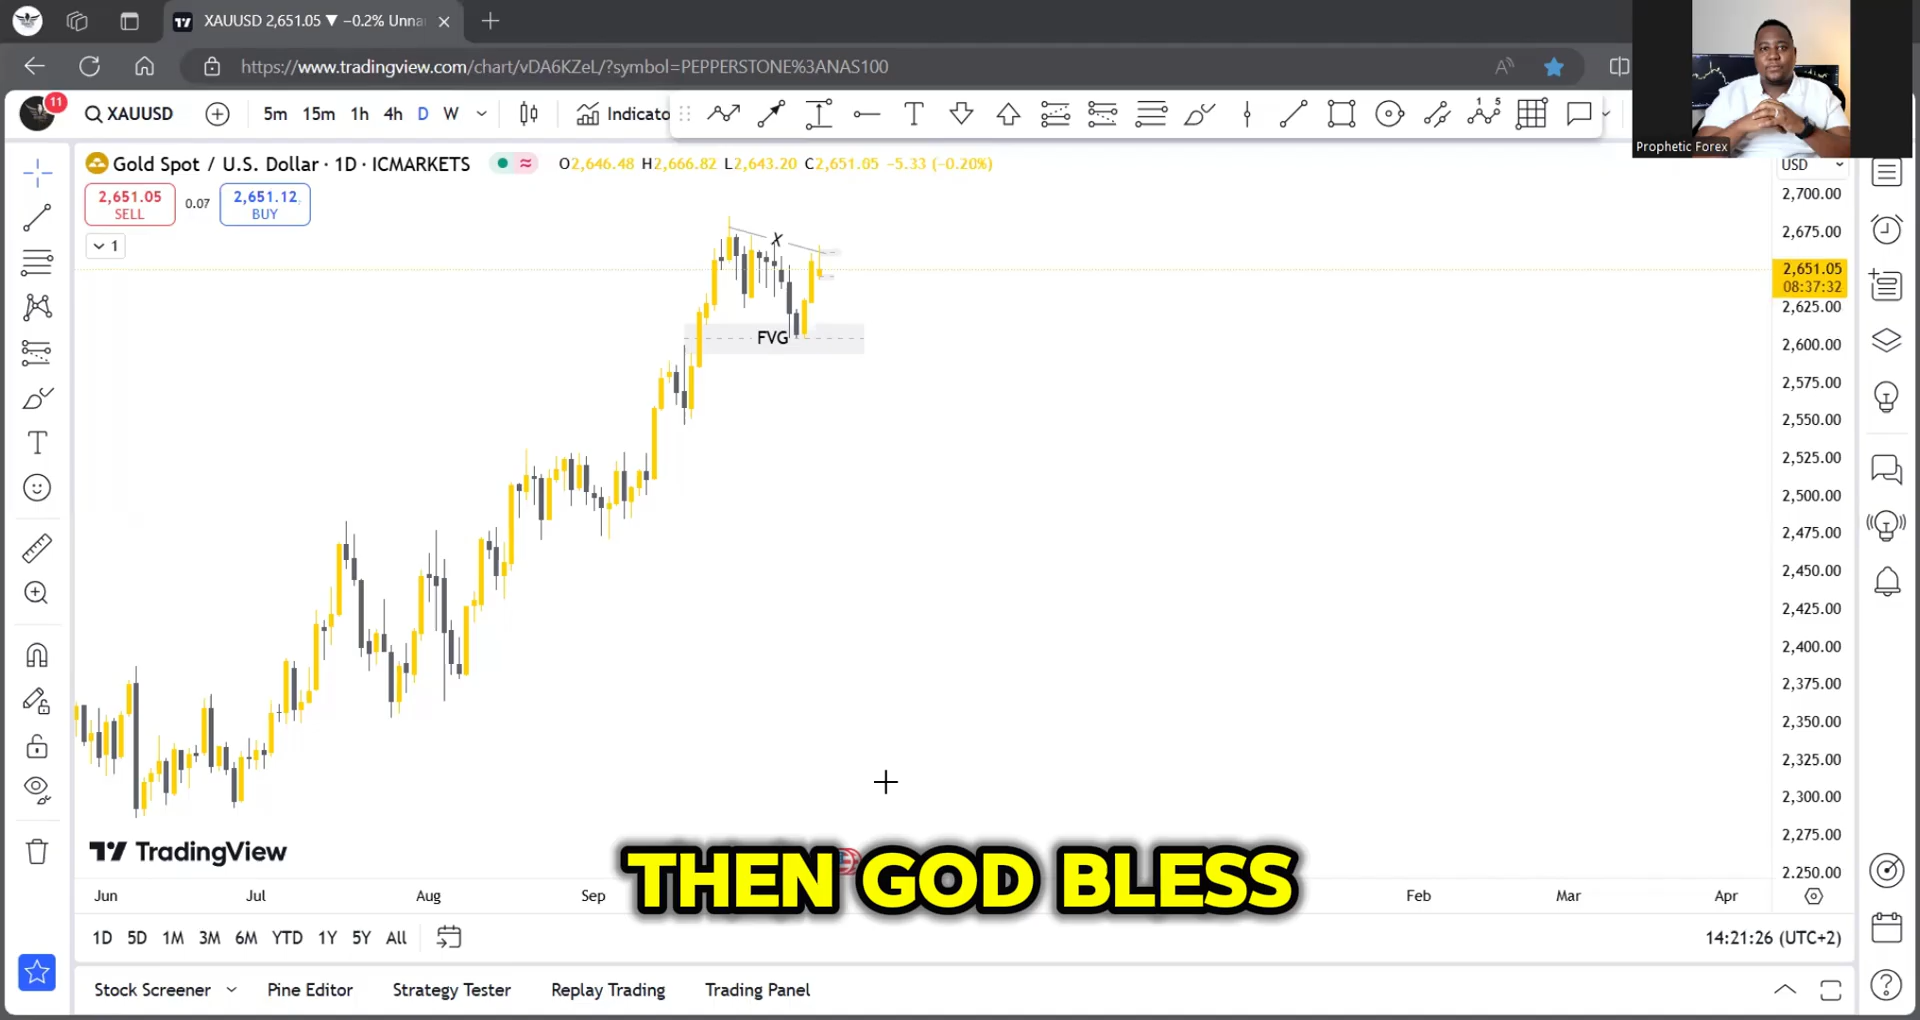 XAUUSD 2,651.05 ▼ −0.2% Unna
https://www.tradingview.com/chart/vDA6KZeL/?symbol=PEPPERSTONE%3ANAS100
Prophetic Forex
11
XAUUSD 5m 15m 1h 4h D W Indicato
Gold Spot / U.S. Dollar · 1D · ICMARKETS O2,646.48 H2,666.82 L2,643.20 C2,651.05 −5.33 (−0.20%)
USD
2,651.05 SELL 0.07 2,651.12 BUY
1
X
FVG
2,700.00
2,675.00
2,651.05
08:37:32
2,625.00
2,600.00
2,575.00
2,550.00
2,525.00
2,500.00
2,475.00
2,450.00
2,425.00
2,400.00
2,375.00
2,350.00
2,325.00
2,300.00
2,275.00
2,250.00
TradingView
THEN GOD BLESS
Jun Jul Aug Sep Feb Mar Apr
1D 5D 1M 3M 6M YTD 1Y 5Y All 14:21:26 (UTC+2)
Stock Screener Pine Editor Strategy Tester Replay Trading Trading Panel